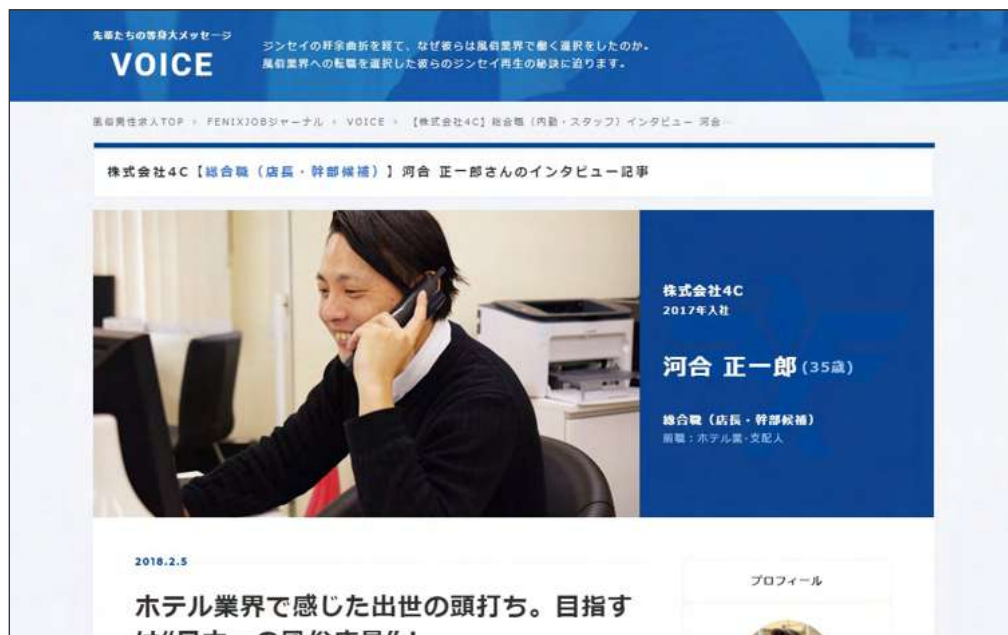 先輩たちの等身大メッセージ
VOICE
ジンセイの紆余曲折を経て、なぜ彼らは風俗業界で働く選択をしたのか。
風俗業界への転職を選択した彼らのジンセイ再生の秘訣に迫ります。
風俗男性求人TOP > FENIXJOBジャーナル > VOICE > 【株式会社4C】総合職（内勤・スタッフ）インタビュー 河合…
株式会社4C【総合職（店長・幹部候補）】河合 正一郎さんのインタビュー記事
株式会社4C
2017年入社
河合 正一郎(35歳)
総合職（店長・幹部候補）
前職：ホテル業・支配人
2018.2.5
プロフィール
ホテル業界で感じた出世の頭打ち。目指す